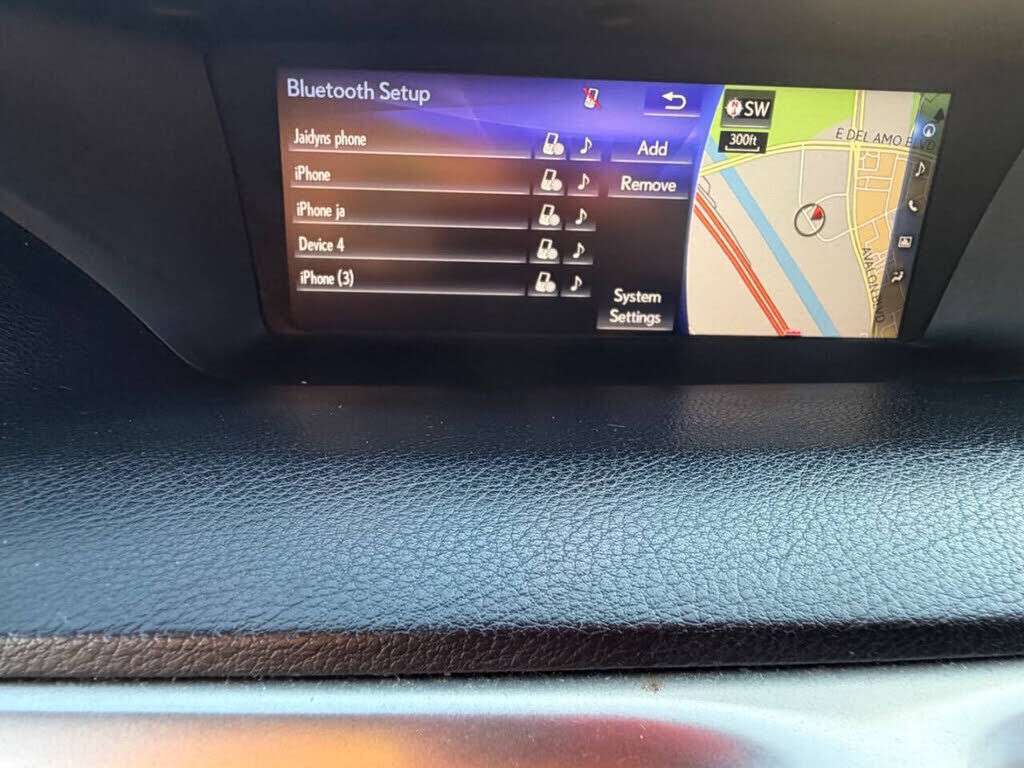 Bluetooth Setup
Jaidyns phone
iPhone
iPhone ja
Device 4
iPhone (3)
Add
Remove
System
Settings
SW
300ft
E DEL AMO BLVD
AVALON BLVD